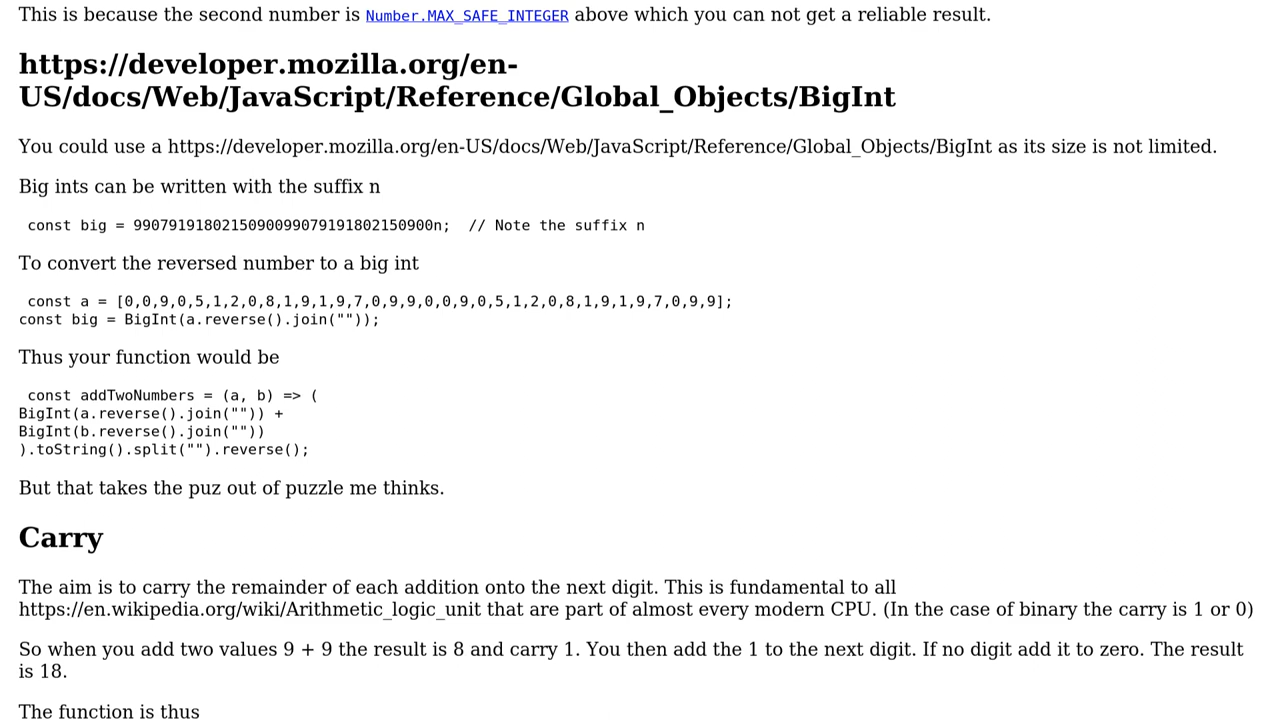 This is because the second number is Number.MAX_SAFE_INTEGER above which you can not get a reliable result.
https://developer.mozilla.org/en-
US/docs/Web/JavaScript/Reference/Global_Objects/BigInt
You could use a https://developer.mozilla.org/en-US/docs/Web/JavaScript/Reference/Global_Objects/BigInt as its size is not limited.
Big ints can be written with the suffix n
const big = 990791918021509009907919180215 0900n;  // Note the suffix n
To convert the reversed number to a big int
const a = [0,0,9,0,5,1,2,0,8,1,9,1,9,7,0,9,9,0,0,9,0,5,1,2,0,8,1,9,1,9,7,0,9,9];
const big = BigInt(a.reverse().join(""));
Thus your function would be
const addTwoNumbers = (a, b) => (
BigInt(a.reverse().join("")) +
BigInt(b.reverse().join(""))
).toString().split("").reverse();
But that takes the puz out of puzzle me thinks.
Carry
The aim is to carry the remainder of each addition onto the next digit. This is fundamental to all
https://en.wikipedia.org/wiki/Arithmetic_logic_unit that are part of almost every modern CPU. (In the case of binary the carry is 1 or 0)
So when you add two values 9 + 9 the result is 8 and carry 1. You then add the 1 to the next digit. If no digit add it to zero. The result
is 18.
The function is thus